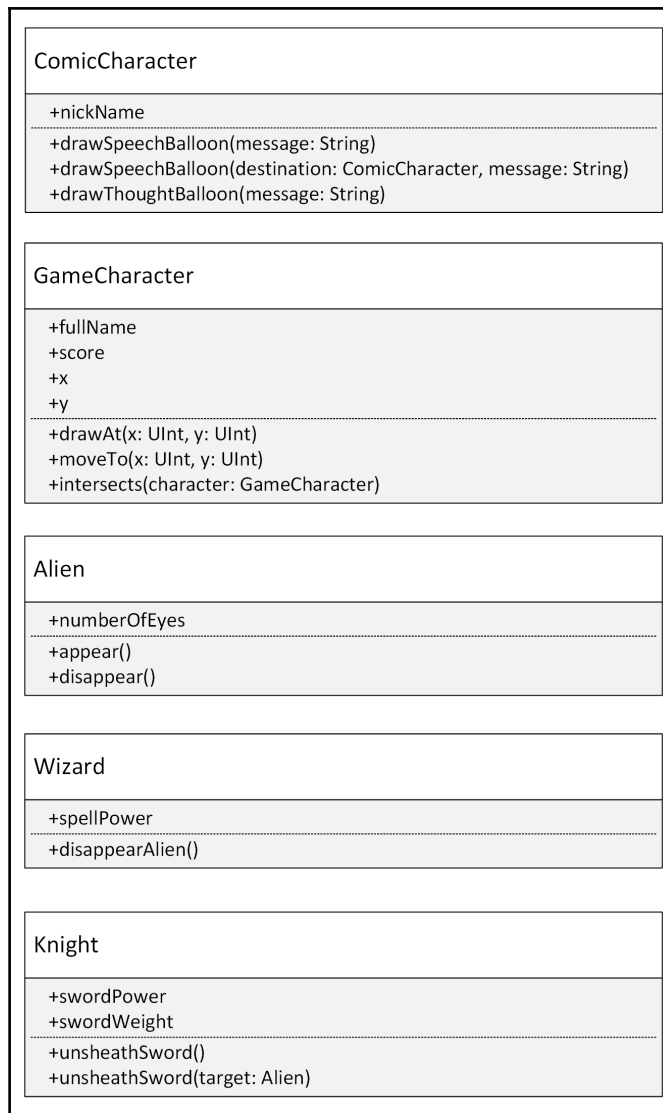 ComicCharacter
+nickName
+drawSpeechBalloon(message: String)
+drawSpeechBalloon(destination: ComicCharacter, message: String)
+drawThoughtBalloon(message: String)
GameCharacter
+fullName
+score
+x
+y
+drawAt(x: UInt, y: UInt)
+moveTo(x: UInt, y: UInt)
+intersects(character: GameCharacter)
Alien
+numberOfEyes
+appear()
+disappear()
Wizard
+spellPower
+disappearAlien()
Knight
+swordPower
+swordWeight
+unsheathSword()
+unsheathSword(target: Alien)